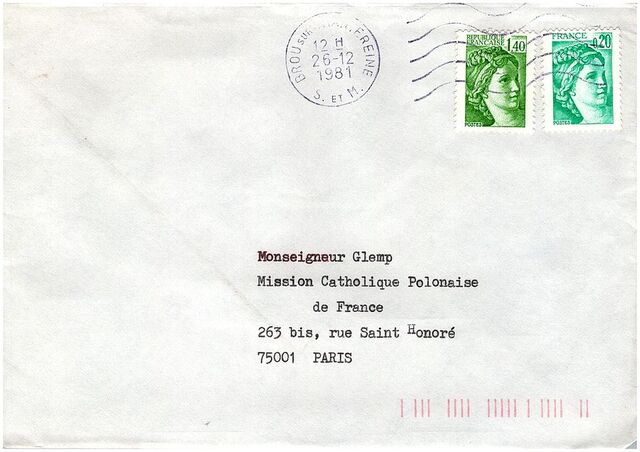 BROU SUR CHANTEREINE
12 H
26-12
1981
S. ET M.
REPUBLIQUE
FRANÇAISE
1,40
POSTES
FRANCE
0,20
POSTES
Monseigneur Glemp
Mission Catholique Polonaise
de France
263 bis, rue Saint Honoré
75001 PARIS